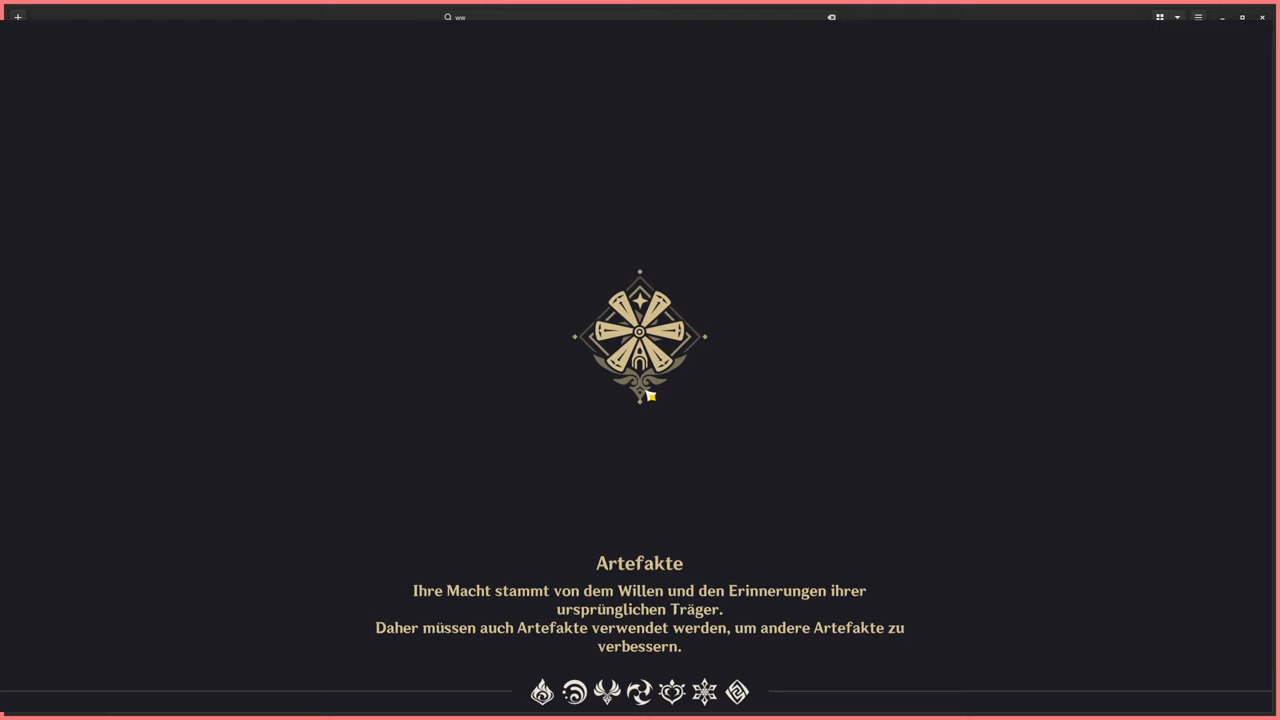 ww
Artefakte
Ihre Macht stammt von dem Willen und den Erinnerungen ihrer
ursprünglichen Träger.
Daher müssen auch Artefakte verwendet werden, um andere Artefakte zu
verbessern.